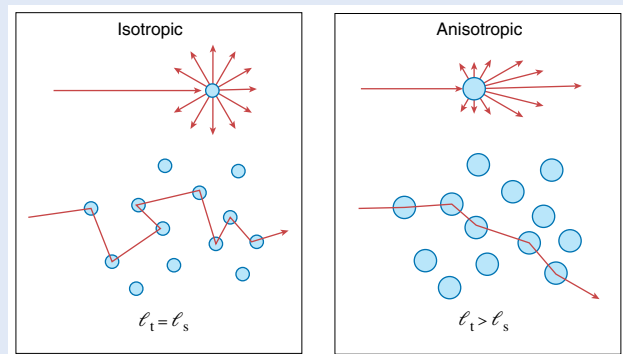 Isotropic
ℓt = ℓs
Anisotropic
ℓt > ℓs